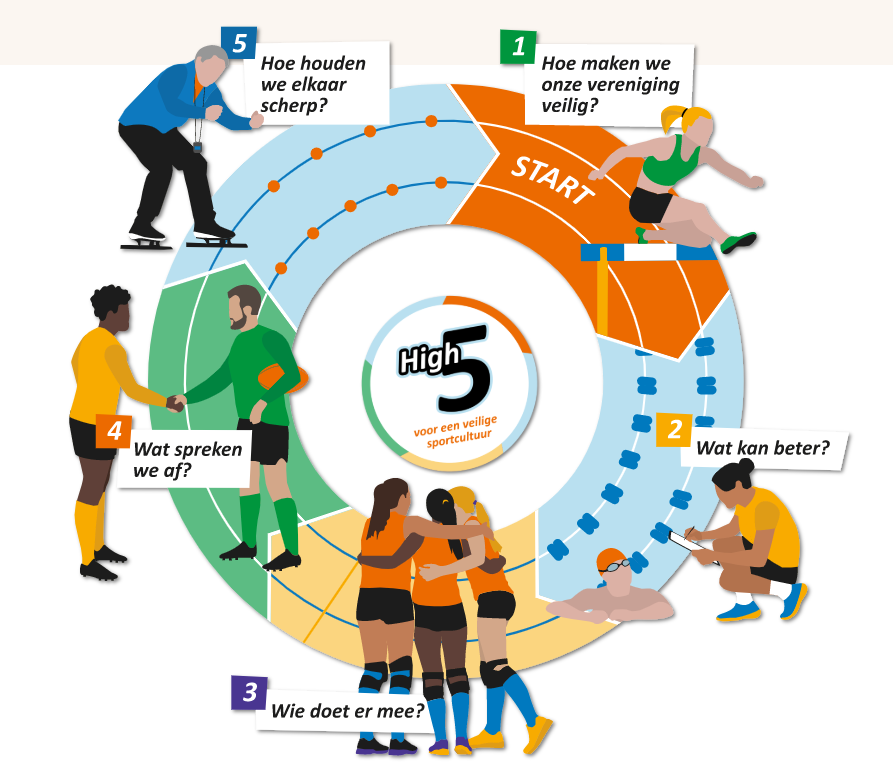 1
Hoe maken we
onze vereniging
veilig?
START
2
Wat kan beter?
3
Wie doet er mee?
4
Wat spreken
we af?
5
Hoe houden
we elkaar
scherp?
High 5
voor een veilige
sportcultuur